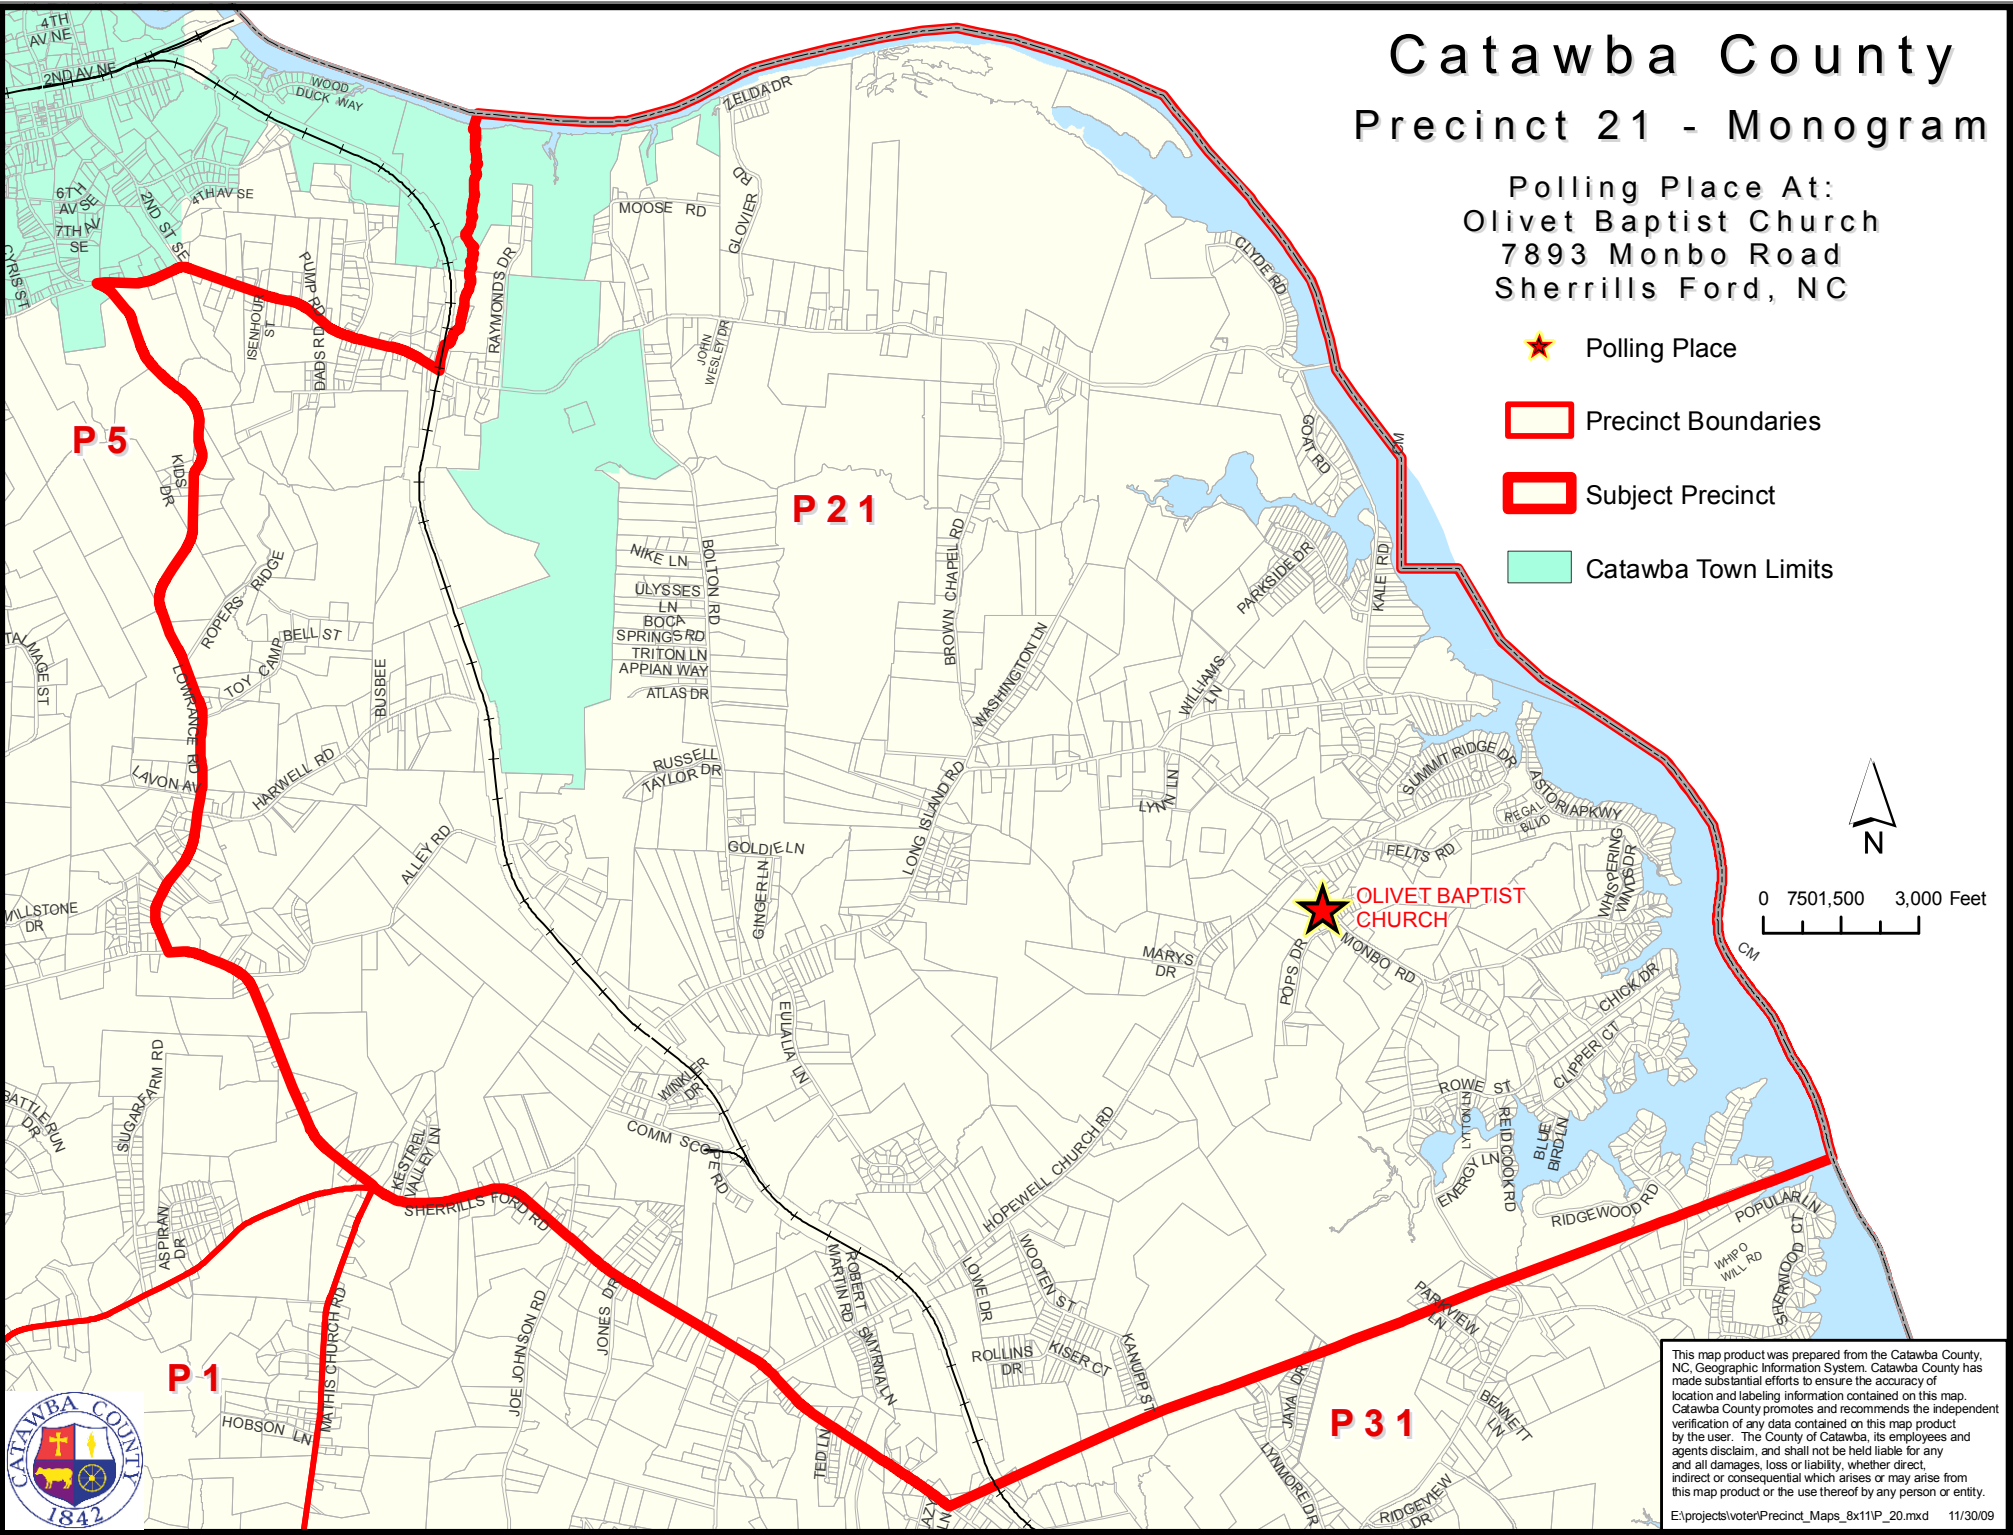 Catawba County
Precinct 21 - Monogram
Polling Place At:
Olivet Baptist Church
7893 Monbo Road
Sherrills Ford, NC
Polling Place
Precinct Boundaries
Subject Precinct
Catawba Town Limits
N
0 750 1,500 3,000 Feet
4TH
AV NE
2ND AV NE
WOOD
DUCK WAY
6TH
AV SE
7TH AV
SE
2ND ST SE
4TH AV SE
CYRIS ST
ISENHOUR
ST
PUMP RD
DADS RD
RAYMONDS DR
ZELDA DR
MOOSE RD
GLOVIER
RD
JOHN
WESLEY DR
CLYDE RD
GOAT RD
CM
P 5
P 21
KIDS
DR
ROPERS RIDGE
BELL ST
TOY CAMP
BUSBEE
LOWRANCE RD
TALMAGE ST
LAVON AV
HARWELL RD
ALLEY RD
NIKE LN
ULYSSES
LN
BOCA
SPRINGS RD
TRITON LN
APPIAN WAY
ATLAS DR
BOLTON RD
RUSSELL
TAYLOR DR
BROWN CHAPEL RD
WASHINGTON LN
WILLIAMS
LN
PARKSIDE DR
KALE RD
SUMMIT RIDGE DR
ASTORIA PKWY
REGAL
BLVD
LYNN LN
LONG ISLAND RD
GOLDIE LN
GINGER LN
FELTS RD
WHISPERING
WINDS DR
OLIVET BAPTIST
CHURCH
MONBO RD
POPS DR
MARYS
DR
CM
CHICK DR
CLIPPER CT
MILLSTONE
DR
EULALIA LN
WINKLER
DR
COMM SCOPE RD
SUGARFARM RD
BATTLERUN
DR
KESTREL
VALLEY LN
SHERRILLS FORD RD
ASPIRAN
DR
HOPEWELL CHURCH RD
ROWE ST
LYTTON LN
REID COOK RD
BLUE
BIRD LN
ENERGY LN
RIDGEWOOD RD
POPULAR LN
WHIPO
WILL RD
SHERWOOD CT
ROBERT
MARTIN RD
SMYRNA LN
LOWE DR
WOOTEN ST
ROLLINS
DR
KISER CT
KANUPP ST
PARKVIEW
LN
JONES DR
JOE JOHNSON RD
MATHIS CHURCH RD
HOBSON LN
P 1
P 31
TED LN
JAYA DR
LYNMORE DR
BENNETT
LN
RIDGEVIEW
DR
LN
CATAWBA COUNTY
1842
This map product was prepared from the Catawba County,
NC, Geographic Information System. Catawba County has
made substantial efforts to ensure the accuracy of
location and labeling information contained on this map.
Catawba County promotes and recommends the independent
verification of any data contained on this map product
by the user. The County of Catawba, its employees and
agents disclaim, and shall not be held liable for any
and all damages, loss or liability, whether direct,
indirect or consequential which arises or may arise from
this map product or the use thereof by any person or entity.
E:\projects\voter\Precinct_Maps_8x11\P_20.mxd 11/30/09